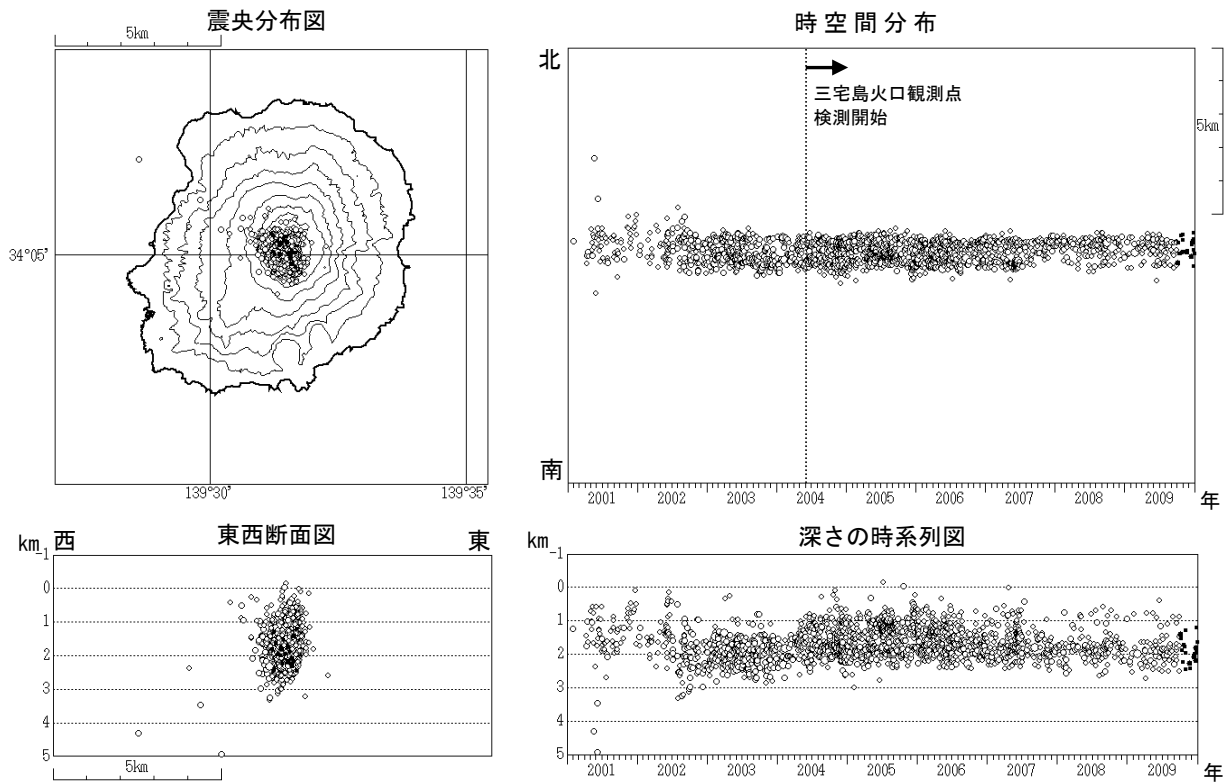 震央分布図
5km
34°05'
139°30'
139°35'
時空間分布
北
三宅島火口観測点
検測開始
5km
南
2001 2002 2003 2004 2005 2006 2007 2008 2009 年
東西断面図
km 西 東
-1
0
1
2
3
4
5
5km
深さの時系列図
km
-1
0
1
2
3
4
5
2001 2002 2003 2004 2005 2006 2007 2008 2009 年